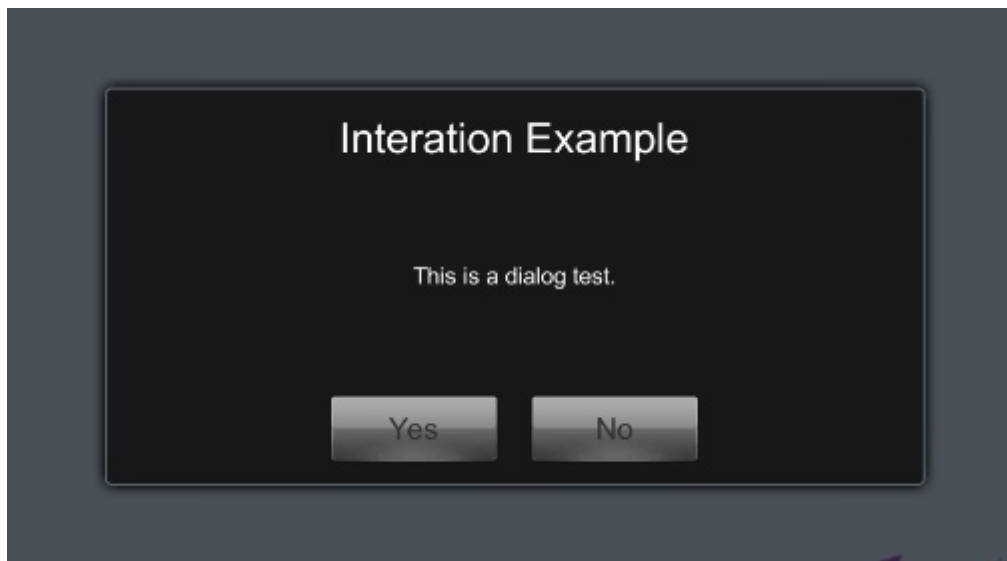 Interation Example
This is a dialog test.
Yes No